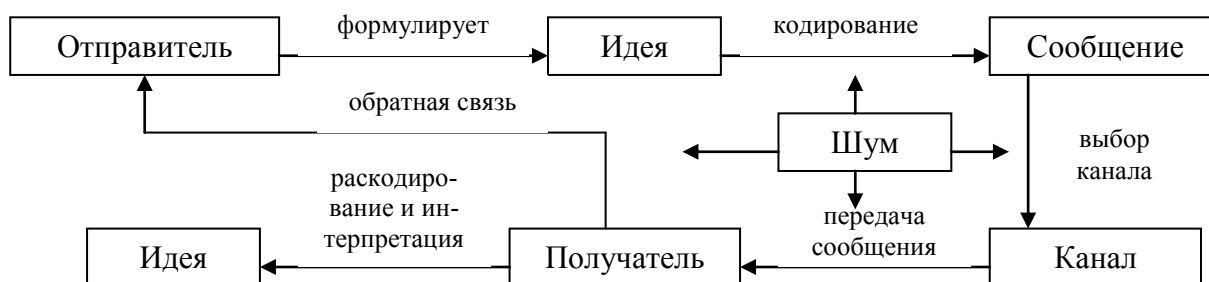 формулирует
кодирование
Отправитель
Идея
Сообщение
обратная связь
Шум
выбор
канала
раскодиро-
вание и ин-
терпретация
передача
сообщения
Идея
Получатель
Канал